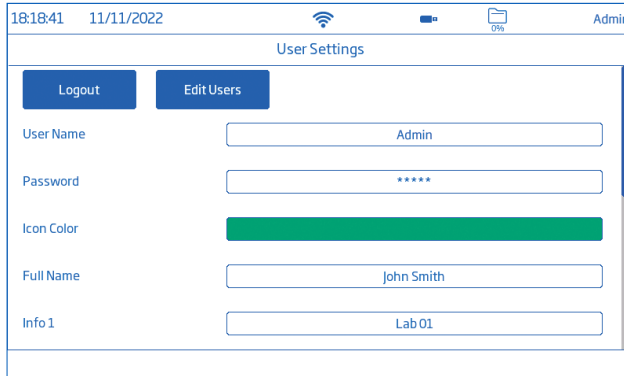 18:18:41 11/11/2022 0% Admin
User Settings
Logout Edit Users
User Name Admin
Password *****
Icon Color
Full Name John Smith
Info 1 Lab 01